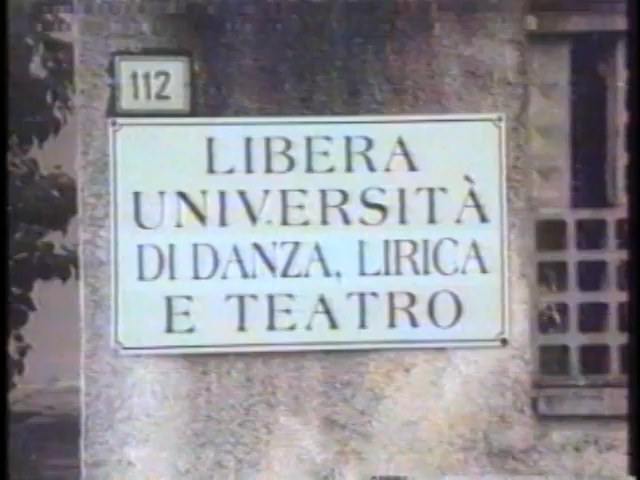 112
LIBERA
UNIVERSITÀ
DI DANZA, LIRICA
E TEATRO